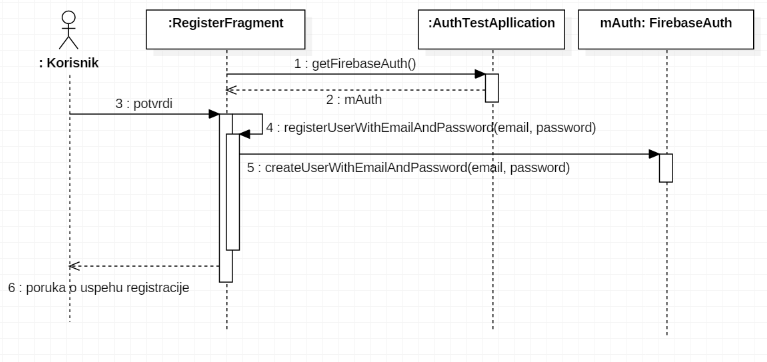 :RegisterFragment
:AuthTestApllication
mAuth: FirebaseAuth
: Korisnik
1 : getFirebaseAuth()
2 : mAuth
3 : potvrdi
4 : registerUserWithEmailAndPassword(email, password)
5 : createUserWithEmailAndPassword(email, password)
6 : poruka o uspehu registracije